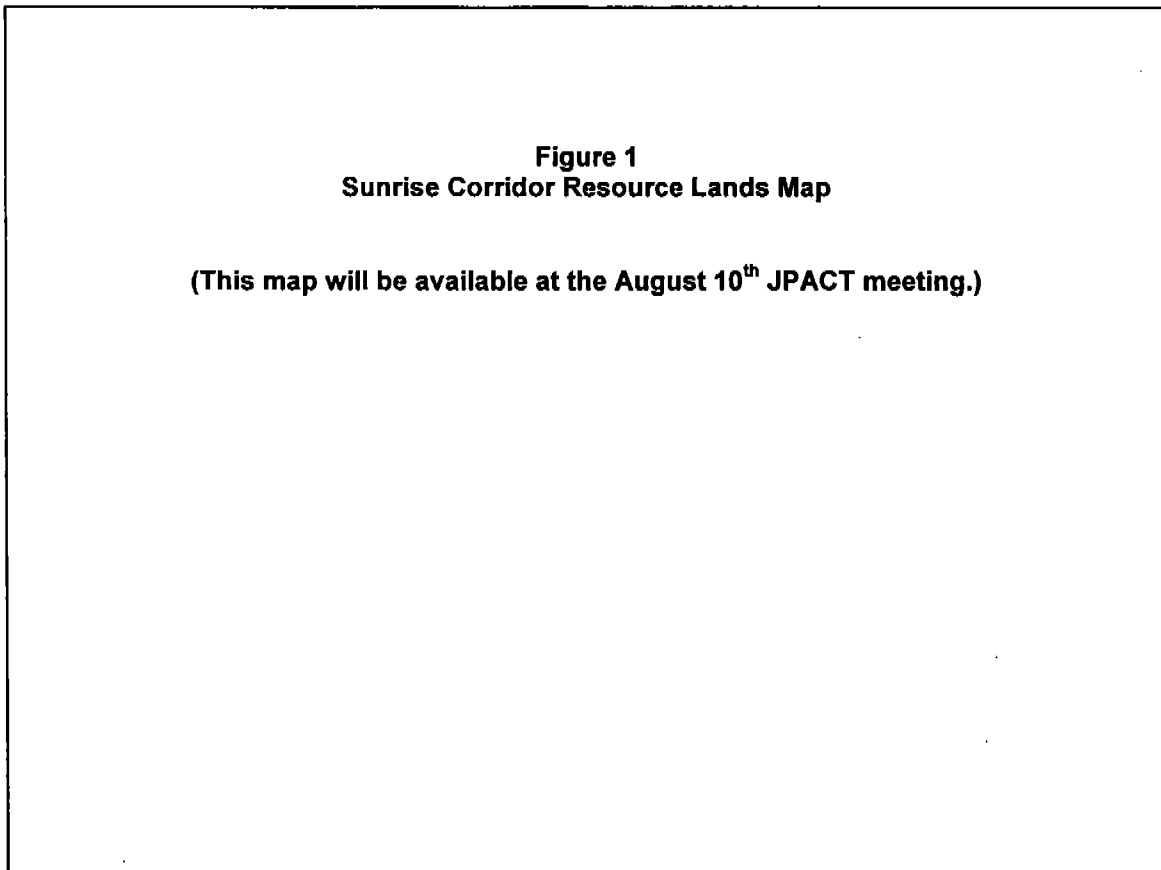 Figure 1
Sunrise Corridor Resource Lands Map
(This map will be available at the August 10th JPACT meeting.)